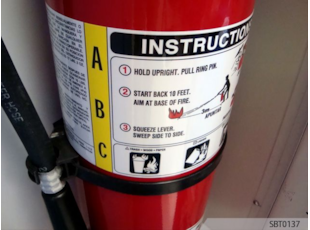 INSTRUCTION
A
B
C
1 HOLD UPRIGHT. PULL RING PIN.
2 START BACK 10 FEET.
AIM AT BASE OF FIRE.
3 SQUEEZE LEVER.
SWEEP SIDE TO SIDE.
SBT0137